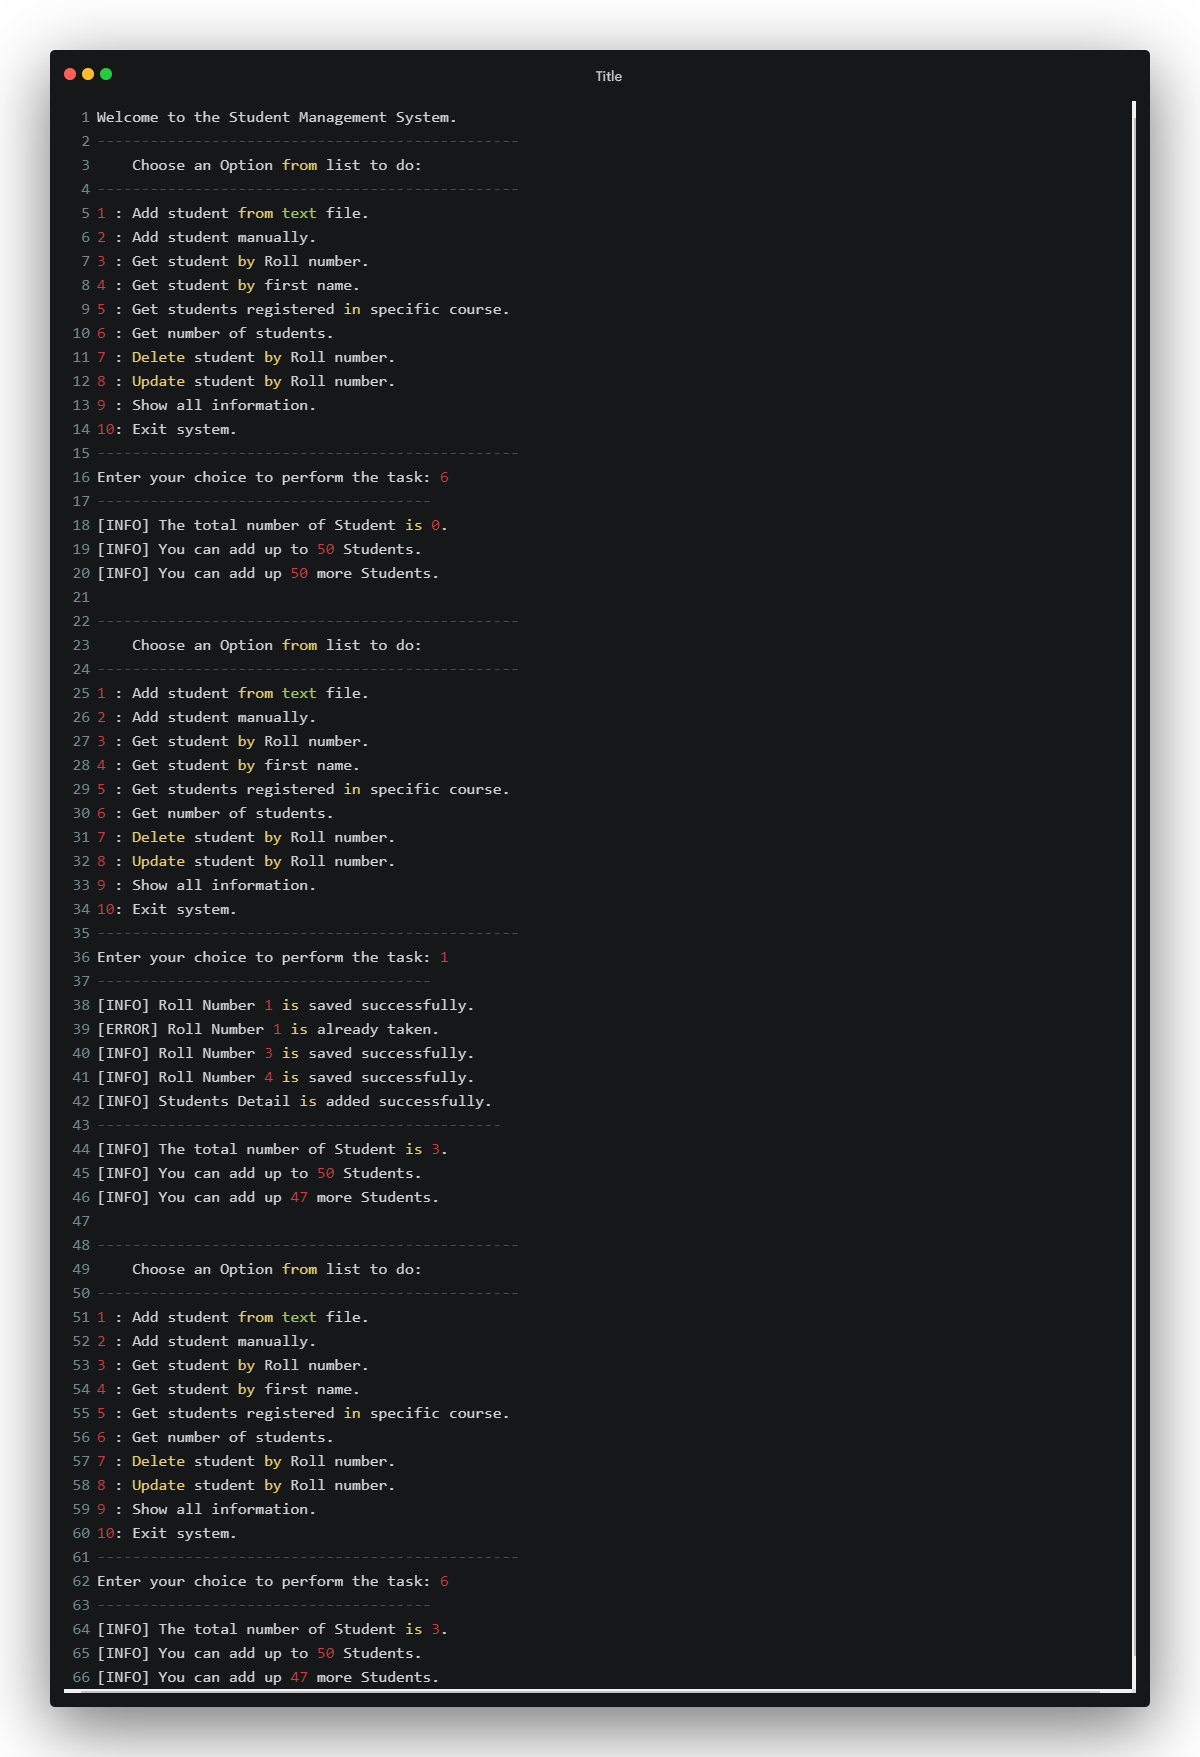 Title
1 Welcome to the Student Management System.
2 ------------------------------------------------
3     Choose an Option from list to do:
4 ------------------------------------------------
5 1 : Add student from text file.
6 2 : Add student manually.
7 3 : Get student by Roll number.
8 4 : Get student by first name.
9 5 : Get students registered in specific course.
10 6 : Get number of students.
11 7 : Delete student by Roll number.
12 8 : Update student by Roll number.
13 9 : Show all information.
14 10: Exit system.
15 ------------------------------------------------
16 Enter your choice to perform the task: 6
17 --------------------------------------
18 [INFO] The total number of Student is 0.
19 [INFO] You can add up to 50 Students.
20 [INFO] You can add up 50 more Students.
21
22 ------------------------------------------------
23     Choose an Option from list to do:
24 ------------------------------------------------
25 1 : Add student from text file.
26 2 : Add student manually.
27 3 : Get student by Roll number.
28 4 : Get student by first name.
29 5 : Get students registered in specific course.
30 6 : Get number of students.
31 7 : Delete student by Roll number.
32 8 : Update student by Roll number.
33 9 : Show all information.
34 10: Exit system.
35 ------------------------------------------------
36 Enter your choice to perform the task: 1
37 --------------------------------------
38 [INFO] Roll Number 1 is saved successfully.
39 [ERROR] Roll Number 1 is already taken.
40 [INFO] Roll Number 3 is saved successfully.
41 [INFO] Roll Number 4 is saved successfully.
42 [INFO] Students Detail is added successfully.
43 ----------------------------------------------
44 [INFO] The total number of Student is 3.
45 [INFO] You can add up to 50 Students.
46 [INFO] You can add up 47 more Students.
47
48 ------------------------------------------------
49     Choose an Option from list to do:
50 ------------------------------------------------
51 1 : Add student from text file.
52 2 : Add student manually.
53 3 : Get student by Roll number.
54 4 : Get student by first name.
55 5 : Get students registered in specific course.
56 6 : Get number of students.
57 7 : Delete student by Roll number.
58 8 : Update student by Roll number.
59 9 : Show all information.
60 10: Exit system.
61 ------------------------------------------------
62 Enter your choice to perform the task: 6
63 --------------------------------------
64 [INFO] The total number of Student is 3.
65 [INFO] You can add up to 50 Students.
66 [INFO] You can add up 47 more Students.